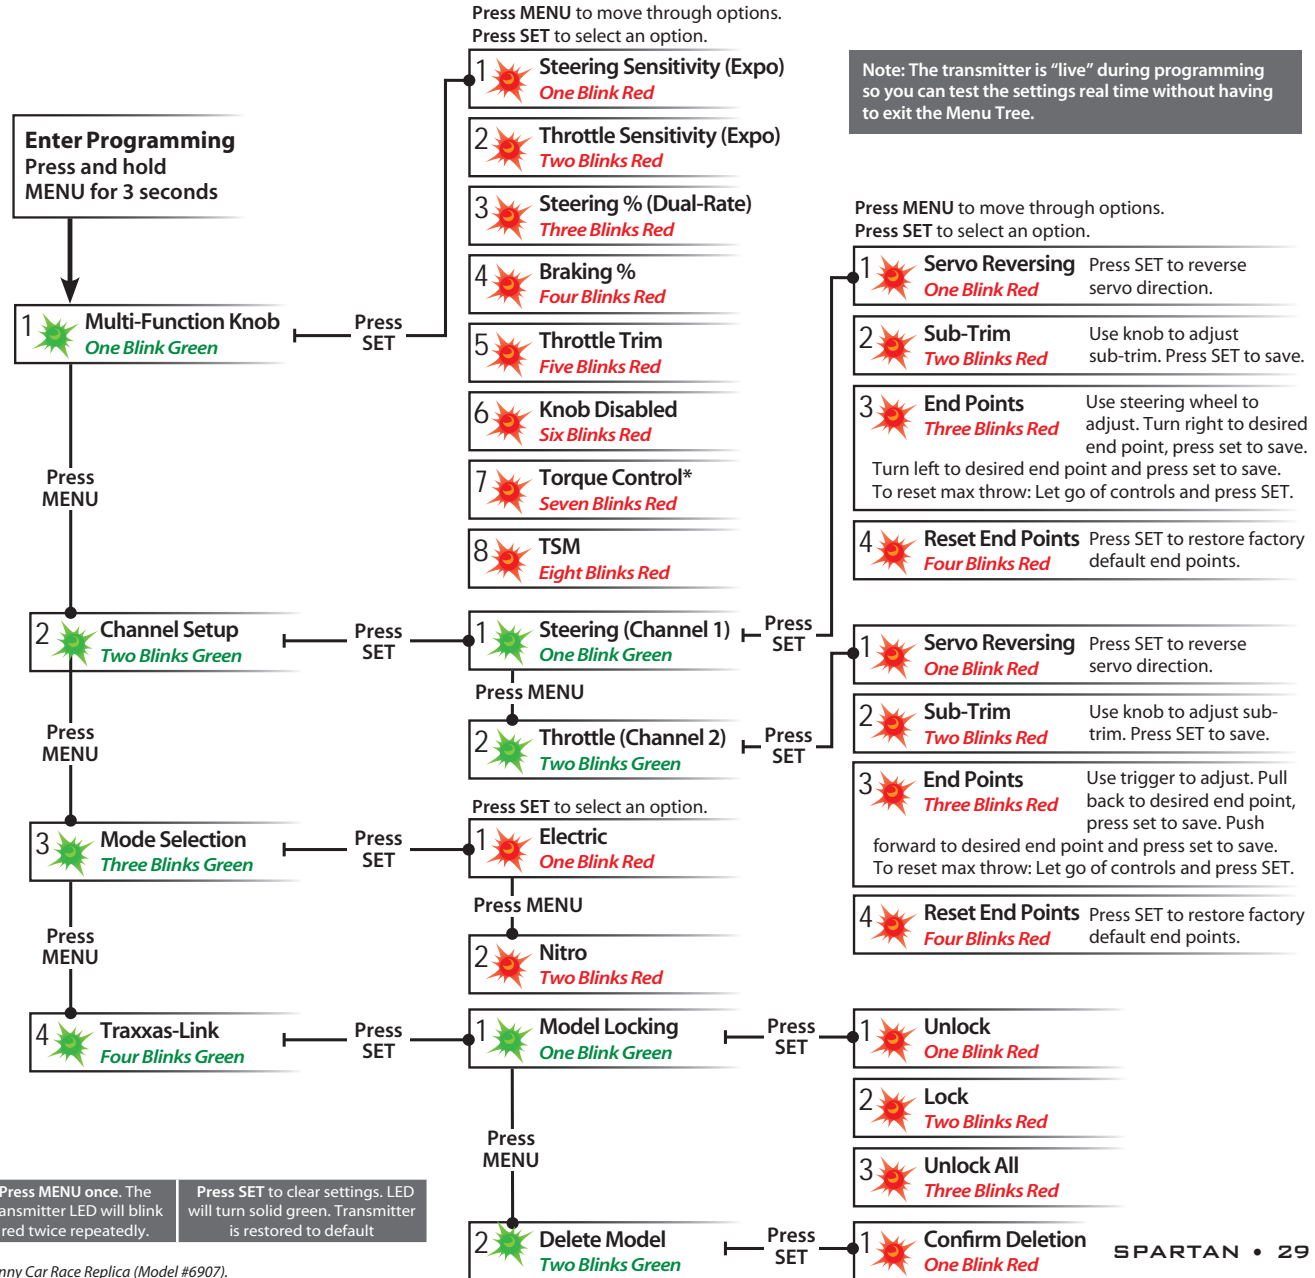 Press MENU to move through options.
Press SET to select an option.
1 Steering Sensitivity (Expo)
One Blink Red
2 Throttle Sensitivity (Expo)
Two Blinks Red
3 Steering % (Dual-Rate)
Three Blinks Red
4 Braking %
Four Blinks Red
5 Throttle Trim
Five Blinks Red
6 Knob Disabled
Six Blinks Red
7 Torque Control*
Seven Blinks Red
8 TSM
Eight Blinks Red
Note: The transmitter is “live” during programming
so you can test the settings real time without having
to exit the Menu Tree.
Enter Programming
Press and hold
MENU for 3 seconds
1 Multi-Function Knob
One Blink Green
Press
SET
Press
MENU
2 Channel Setup
Two Blinks Green
Press
SET
1 Steering (Channel 1)
One Blink Green
Press
SET
Press MENU
2 Throttle (Channel 2)
Two Blinks Green
Press
SET
Press MENU to move through options.
Press SET to select an option.
1 Servo Reversing Press SET to reverse
One Blink Red servo direction.
2 Sub-Trim Use knob to adjust
Two Blinks Red sub-trim. Press SET to save.
3 End Points Use steering wheel to
Three Blinks Red adjust. Turn right to desired
end point, press set to save.
Turn left to desired end point and press set to save.
To reset max throw: Let go of controls and press SET.
4 Reset End Points Press SET to restore factory
Four Blinks Red default end points.
1 Servo Reversing Press SET to reverse
One Blink Red servo direction.
2 Sub-Trim Use knob to adjust sub-
Two Blinks Red trim. Press SET to save.
3 End Points Use trigger to adjust. Pull
Three Blinks Red back to desired end point,
press set to save. Push
forward to desired end point and press set to save.
To reset max throw: Let go of controls and press SET.
4 Reset End Points Press SET to restore factory
Four Blinks Red default end points.
Press
MENU
3 Mode Selection
Three Blinks Green
Press
SET
Press SET to select an option.
1 Electric
One Blink Red
Press MENU
2 Nitro
Two Blinks Red
Press
MENU
4 Traxxas-Link
Four Blinks Green
Press
SET
1 Model Locking
One Blink Green
Press
SET
1 Unlock
One Blink Red
2 Lock
Two Blinks Red
3 Unlock All
Three Blinks Red
Press
MENU
2 Delete Model
Two Blinks Green
Press
SET
1 Confirm Deletion
One Blink Red
Press MENU once. The
LED will blink
red twice repeatedly.
Press SET to clear settings. LED
will turn solid green. Transmitter
is restored to default
Car Race Replica (Model #6907).
SPARTAN • 29